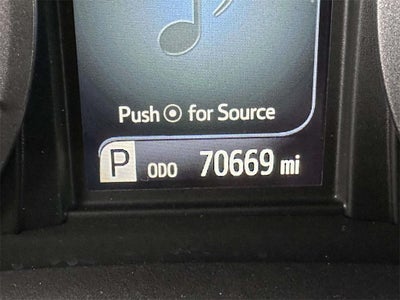 Push for Source
P ODO 70669 mi